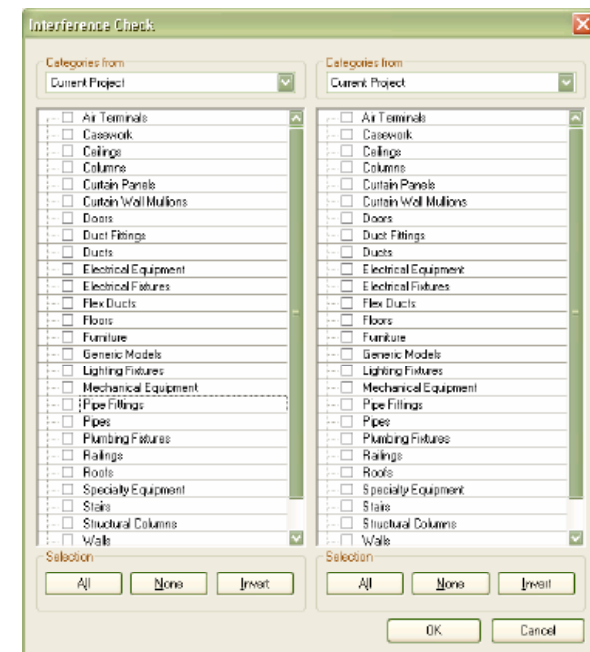 Interference Check
Categories from
Current Project
Air Terminals
Casework
Ceilings
Columns
Curtain Panels
Curtain Wall Mullions
Doors
Duct Fittings
Ducts
Electrical Equipment
Electrical Fixtures
Flex Ducts
Floors
Furniture
Generic Models
Lighting Fixtures
Mechanical Equipment
Pipe Fittings
Pipes
Plumbing Fixtures
Railings
Roofs
Specialty Equipment
Stairs
Structural Columns
Walls
Selection
All None Invert
Categories from
Current Project
Air Terminals
Casework
Ceilings
Columns
Curtain Panels
Curtain Wall Mullions
Doors
Duct Fittings
Ducts
Electrical Equipment
Electrical Fixtures
Flex Ducts
Floors
Furniture
Generic Models
Lighting Fixtures
Mechanical Equipment
Pipe Fittings
Pipes
Plumbing Fixtures
Railings
Roofs
Specialty Equipment
Stairs
Structural Columns
Walls
Selection
All None Invert
OK Cancel